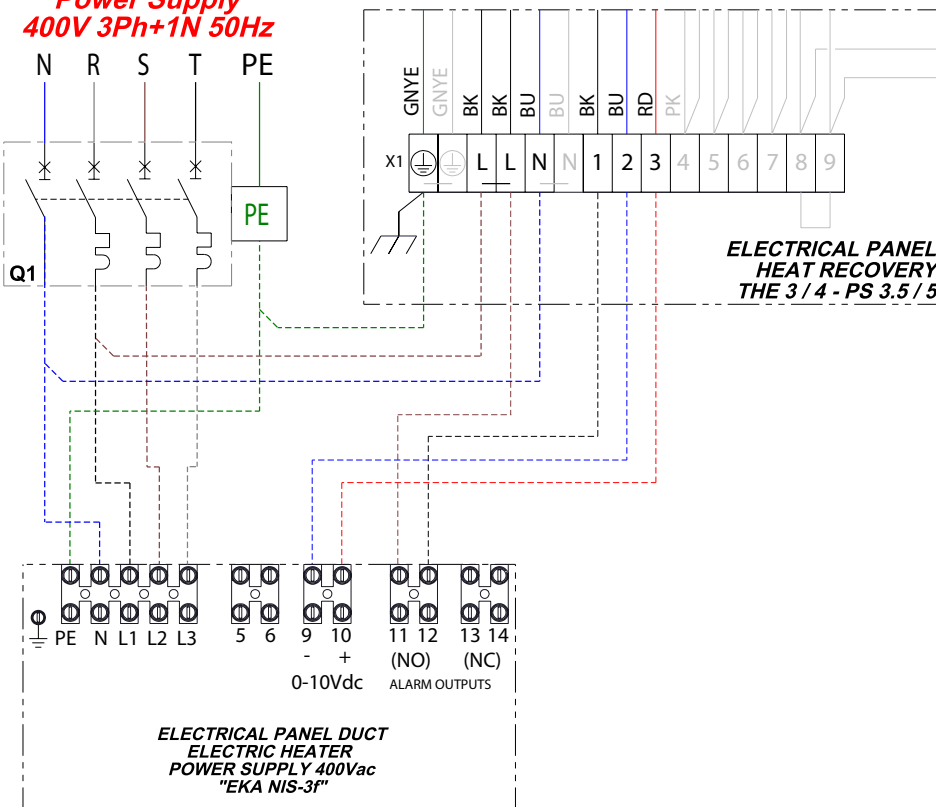 Power Supply
400V 3Ph+1N 50Hz
N R S T PE
GNYE GNYE BK BK BU BU BK BU RD PK
X1 L L N N 1 2 3 4 5 6 7 8 9
PE
Q1
ELECTRICAL PANEL
HEAT RECOVERY
THE 3 / 4 - PS 3.5 / 5
PE N L1 L2 L3 5 6 9 10 11 12 13 14
- + (NO) (NC)
0-10Vdc ALARM OUTPUTS
ELECTRICAL PANEL DUCT
ELECTRIC HEATER
POWER SUPPLY 400Vac
"EKA NIS-3f"